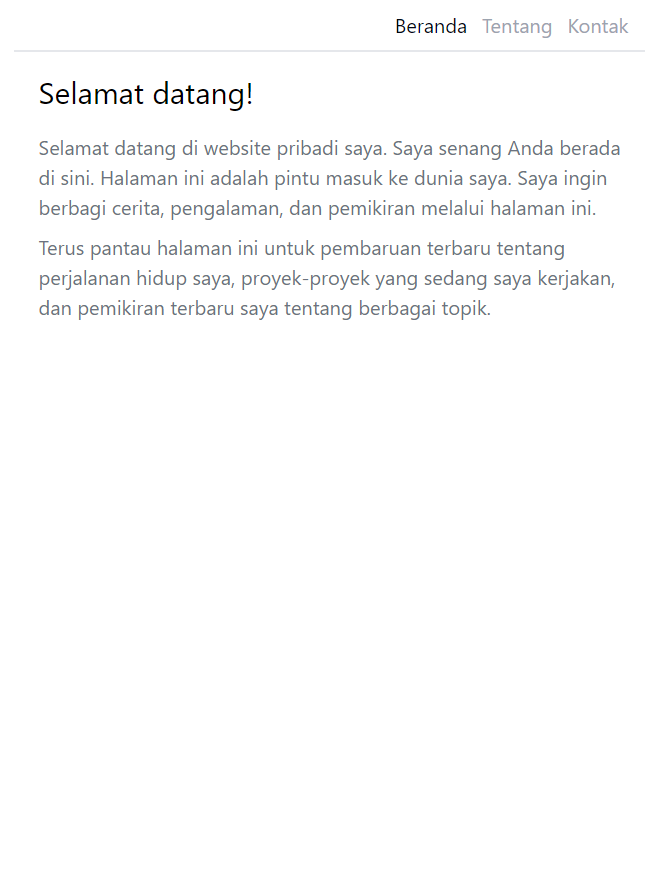 Beranda Tentang Kontak
Selamat datang!
Selamat datang di website pribadi saya. Saya senang Anda berada
di sini. Halaman ini adalah pintu masuk ke dunia saya. Saya ingin
berbagi cerita, pengalaman, dan pemikiran melalui halaman ini.
Terus pantau halaman ini untuk pembaruan terbaru tentang
perjalanan hidup saya, proyek-proyek yang sedang saya kerjakan,
dan pemikiran terbaru saya tentang berbagai topik.